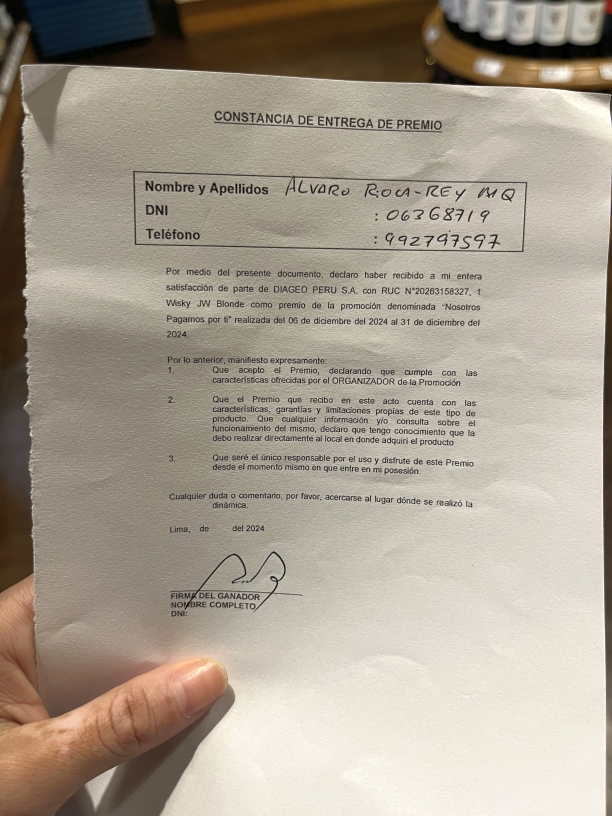 CONSTANCIA DE ENTREGA DE PREMIO
Nombre y Apellidos ALVARO ROCA-REY MQ
DNI : 06368719
Teléfono : 992797597
Por medio del presente documento, declaro haber recibido a mi entera
satisfacción de parte de DIAGEO PERU S.A. con RUC N°20263158327, 1
Wisky JW Blonde como premio de la promoción denominada "Nosotros
Pagamos por ti" realizada del 06 de diciembre del 2024 al 31 de diciembre del
2024.
Por lo anterior, manifiesto expresamente:
1. Que acepto el Premio, declarando que cumple con las
características ofrecidas por el ORGANIZADOR de la Promoción
2. Que el Premio que recibo en este acto cuenta con las
características, garantías y limitaciones propias de este tipo de
producto. Que cualquier información y/o consulta sobre el
funcionamiento del mismo, declaro que tengo conocimiento que la
debo realizar directamente al local en donde adquirí el producto
3. Que seré el único responsable por el uso y disfrute de este Premio
desde el momento mismo en que entre en mi posesión.
Cualquier duda o comentario, por favor, acercarse al lugar dónde se realizó la
dinámica.
Lima, de del 2024
FIRMA DEL GANADOR
NOMBRE COMPLETO
DNI: